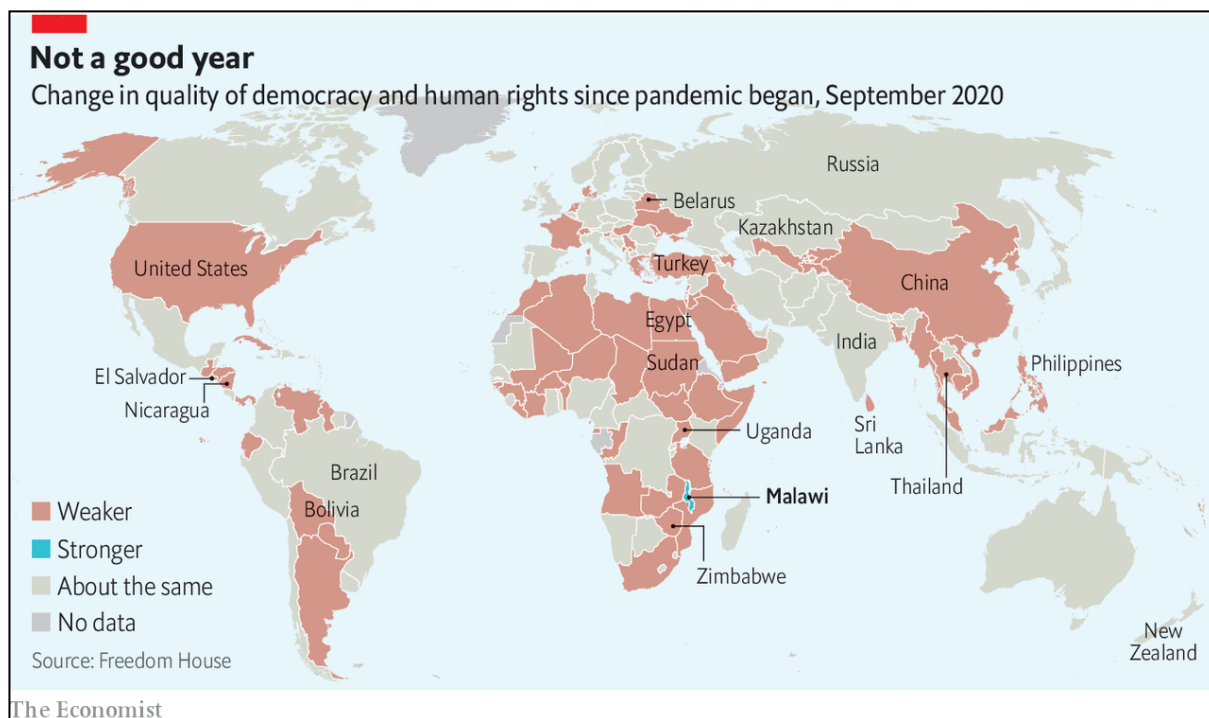 Not a good year
Change in quality of democracy and human rights since pandemic began, September 2020
Russia
Belarus
Kazakhstan
United States
Turkey
China
Egypt
India
Sudan
Philippines
El Salvador
Nicaragua
Uganda
Sri
Lanka
Brazil
Thailand
Malawi
Bolivia
Zimbabwe
Weaker
Stronger
About the same
No data
New
Zealand
Source: Freedom House
The Economist